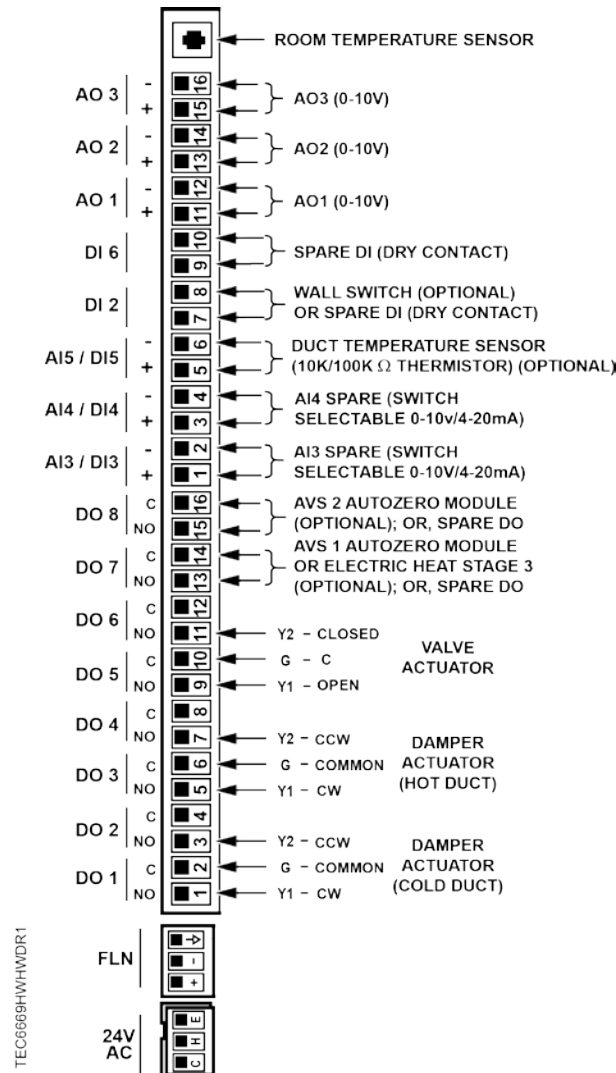 ROOM TEMPERATURE SENSOR
AO 3 - 16 AO3 (0-10V)
+ 15
AO 2 - 14 AO2 (0-10V)
+ 13
AO 1 - 12 AO1 (0-10V)
+ 11
DI 6 10 SPARE DI (DRY CONTACT)
9
DI 2 8 WALL SWITCH (OPTIONAL)
7 OR SPARE DI (DRY CONTACT)
AI5 / DI5 - 6 DUCT TEMPERATURE SENSOR
+ 5 (10K/100K Ω THERMISTOR) (OPTIONAL)
AI4 / DI4 - 4 AI4 SPARE (SWITCH
+ 3 SELECTABLE 0-10v/4-20mA)
AI3 / DI3 - 2 AI3 SPARE (SWITCH
+ 1 SELECTABLE 0-10V/4-20mA)
DO 8 C 16 AVS 2 AUTOZERO MODULE
NO 15 (OPTIONAL); OR, SPARE DO
DO 7 C 14 AVS 1 AUTOZERO MODULE
OR ELECTRIC HEAT STAGE 3
NO 13 (OPTIONAL); OR, SPARE DO
DO 6 C 12
NO 11 Y2 - CLOSED
DO 5 C 10 G - C
NO 9 Y1 - OPEN
VALVE
ACTUATOR
DO 4 C 8
NO 7 Y2 - CCW
DO 3 C 6 G - COMMON
NO 5 Y1 - CW
DAMPER
ACTUATOR
(HOT DUCT)
DO 2 C 4
NO 3 Y2 - CCW
DO 1 C 2 G - COMMON
NO 1 Y1 - CW
DAMPER
ACTUATOR
(COLD DUCT)
FLN
-
+
24V
AC
E
H
C
TEC6669HWHWDR1